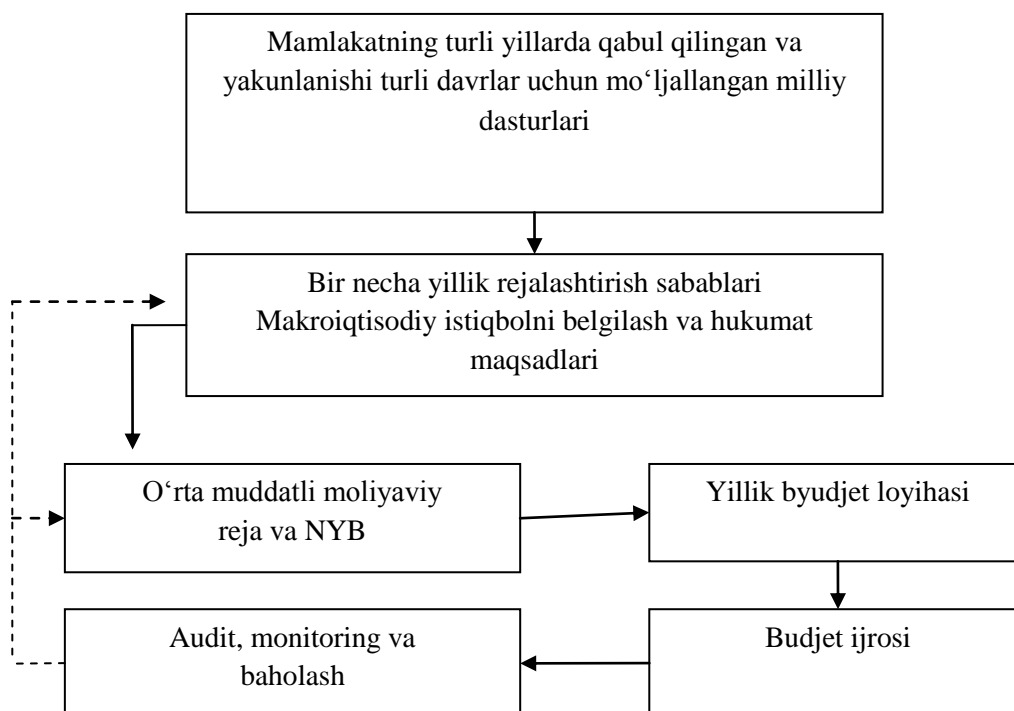 Mamlakatning turli yillarda qabul qilingan va
yakunlanishi turli davrlar uchun mo‘ljallangan milliy
dasturlari
Bir necha yillik rejalashtirish sabablari
Makroiqtisodiy istiqbolni belgilash va hukumat
maqsadlari
O‘rta muddatli moliyaviy
reja va NYB
Yillik byudjet loyihasi
Audit, monitoring va
baholash
Budjet ijrosi